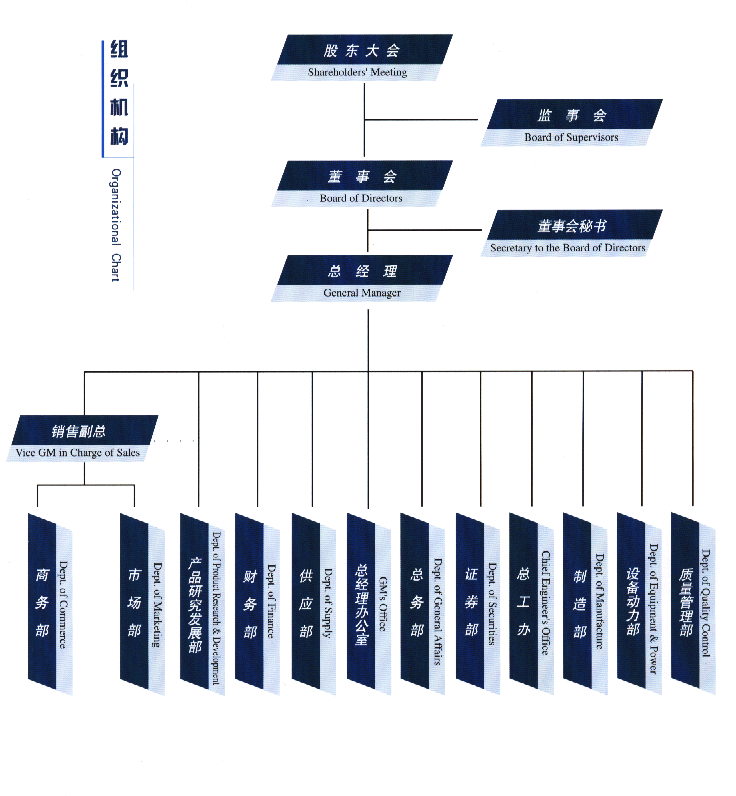 组织机构
Organizational Chart
股东大会
Shareholders' Meeting
监事会
Board of Supervisors
董事会
Board of Directors
董事会秘书
Secretary to the Board of Directors
总经理
General Manager
销售副总
Vice GM in Charge of Sales
商务部
Dept. of Commerce
市场部
Dept. of Marketing
产品研究发展部
Dept. of Product Research & Development
财务部
Dept. of Finance
供应部
Dept. of Supply
总经理办公室
GM's Office
总务部
Dept. of General Affairs
证券部
Dept. of Securities
总工办
Chief Engineer's Office
制造部
Dept. of Manufacture
设备动力部
Dept. of Equipment & Power
质量管理部
Dept. of Quality Control